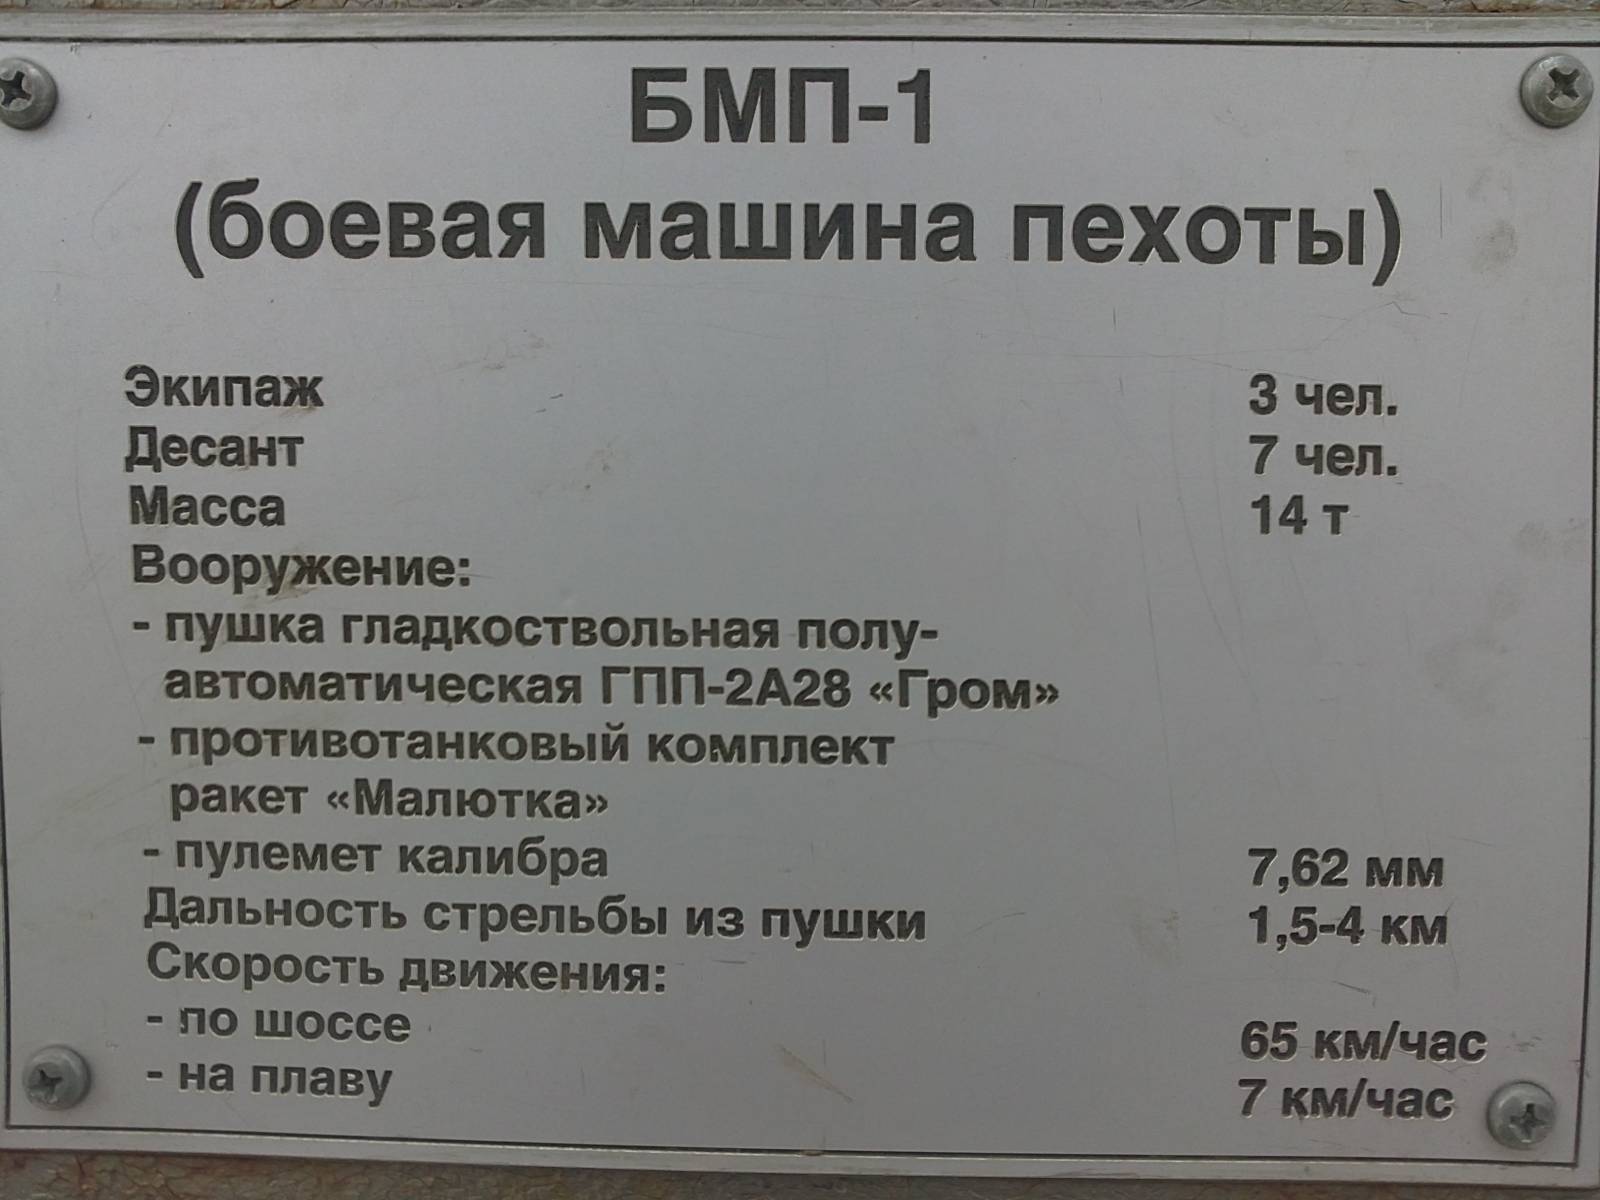 БМП-1
(боевая машина пехоты)
Экипаж 3 чел.
Десант 7 чел.
Масса 14 т
Вооружение:
- пушка гладкоствольная полу-
автоматическая ГПП-2А28 «Гром»
- противотанковый комплект
ракет «Малютка»
- пулемет калибра 7,62 мм
Дальность стрельбы из пушки 1,5-4 км
Скорость движения:
- по шоссе 65 км/час
- на плаву 7 км/час